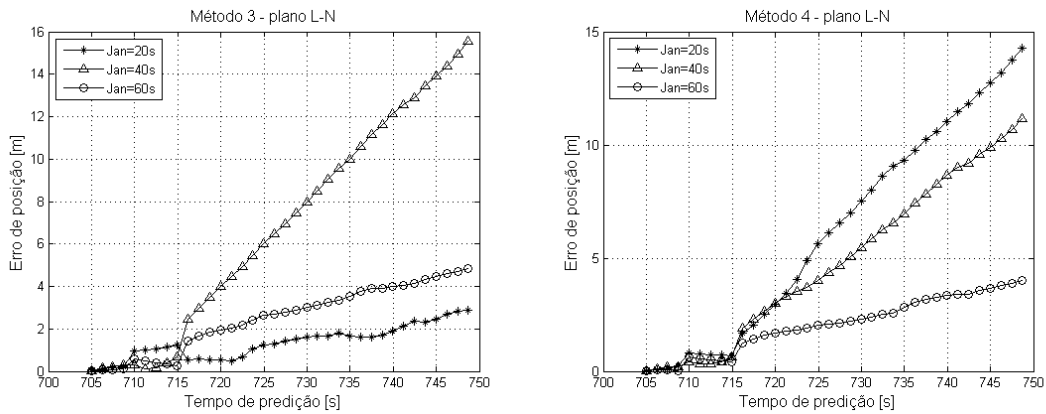 Método 3 - plano L-N
16
14
12
10
8
6
4
2
0
Erro de posição [m]
Jan=20s
Jan=40s
Jan=60s
700 705 710 715 720 725 730 735 740 745 750
Tempo de predição [s]
Método 4 - plano L-N
15
10
5
0
Erro de posição [m]
Jan=20s
Jan=40s
Jan=60s
700 705 710 715 720 725 730 735 740 745 750
Tempo de predição [s]